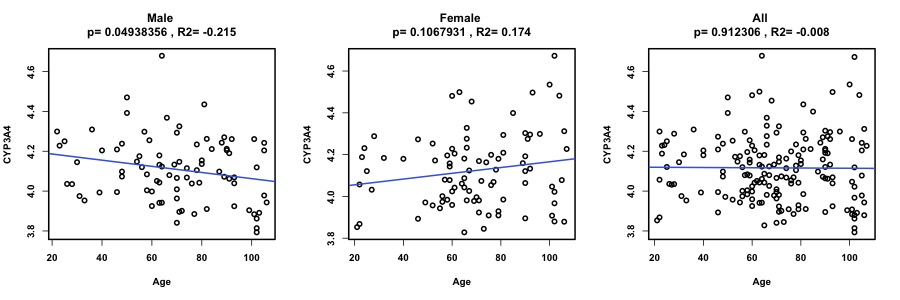 Male
p= 0.04938356 , R2= -0.215
CYP3A4
4.6
4.4
4.2
4.0
3.8
20 40 60 80 100
Age
Female
p= 0.1067931 , R2= 0.174
CYP3A4
4.6
4.4
4.2
4.0
3.8
20 40 60 80 100
Age
All
p= 0.912306 , R2= -0.008
CYP3A4
4.6
4.4
4.2
4.0
3.8
20 40 60 80 100
Age